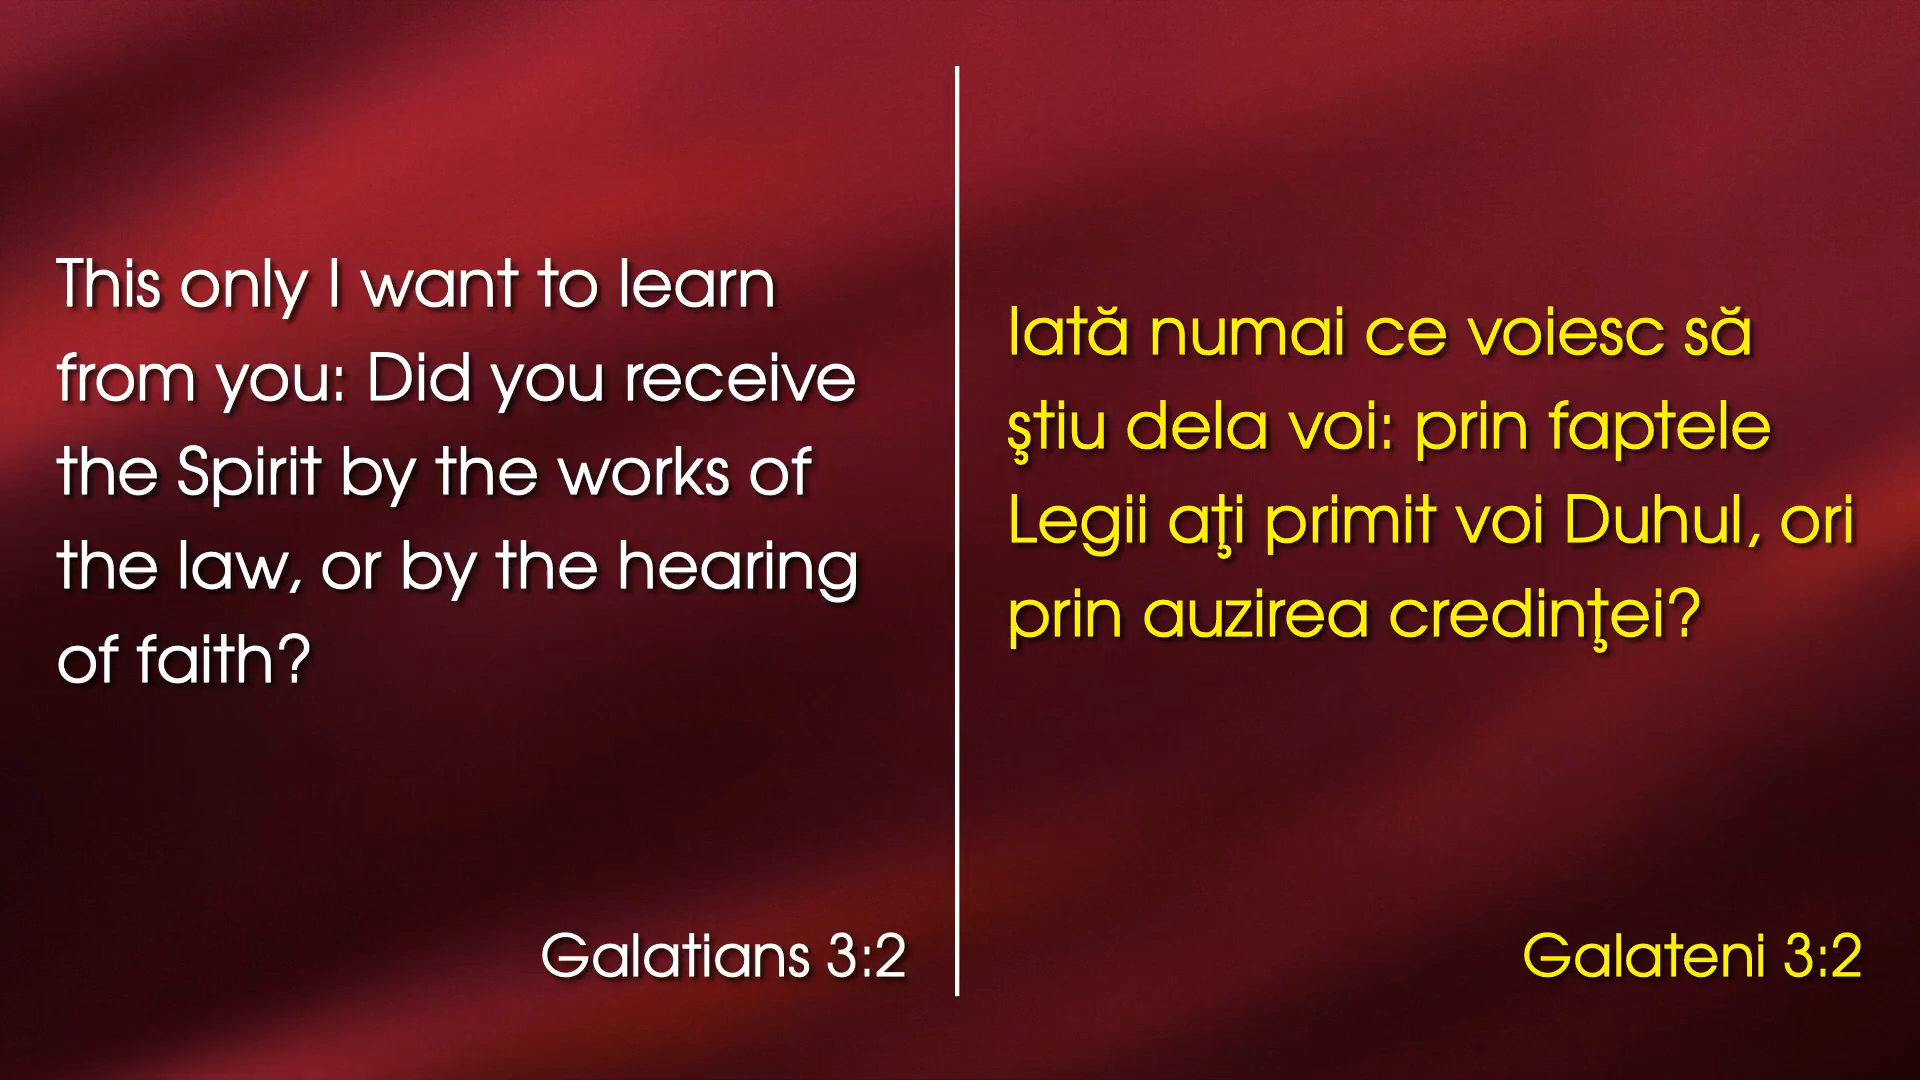 This only I want to learn
from you: Did you receive
the Spirit by the works of
the law, or by the hearing
of faith?
Galatians 3:2
Iată numai ce voiesc să
ştiu dela voi: prin faptele
Legii aţi primit voi Duhul, ori
prin auzirea credinţei?
Galateni 3:2